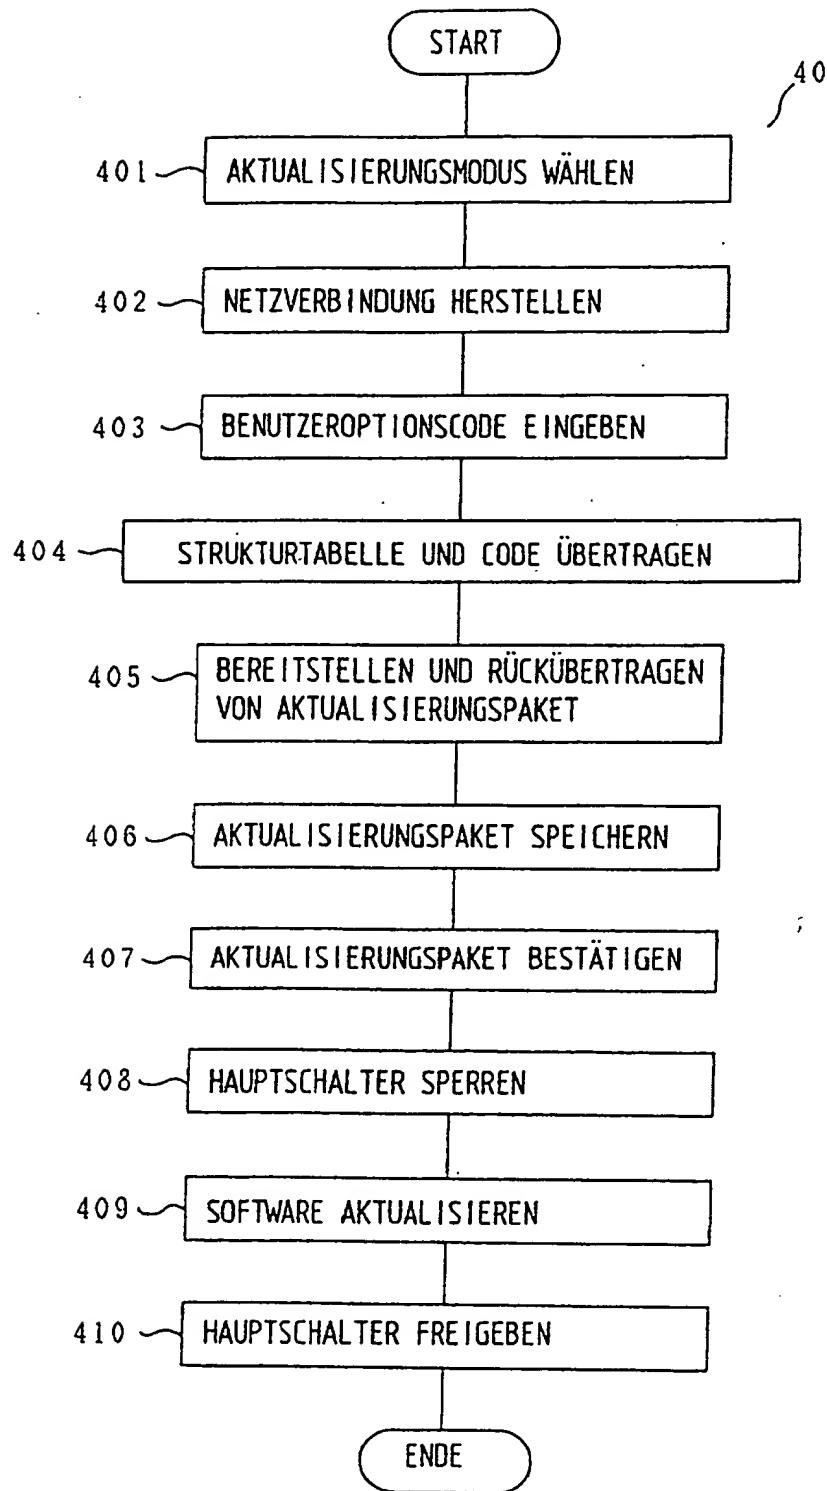 START
40
401 AKTUALISIERUNGSMODUS WÄHLEN
402 NETZVERBINDUNG HERSTELLEN
403 BENUTZEROPTIONSCODE EINGEBEN
404 STRUKTURTABELLE UND CODE ÜBERTRAGEN
405 BEREITSTELLEN UND RÜCKÜBERTRAGEN
VON AKTUALISIERUNGSPAKET
406 AKTUALISIERUNGSPAKET SPEICHERN
407 AKTUALISIERUNGSPAKET BESTÄTIGEN
408 HAUPTSCHALTER SPERREN
409 SOFTWARE AKTUALISIEREN
410 HAUPTSCHALTER FREIGEBEN
ENDE